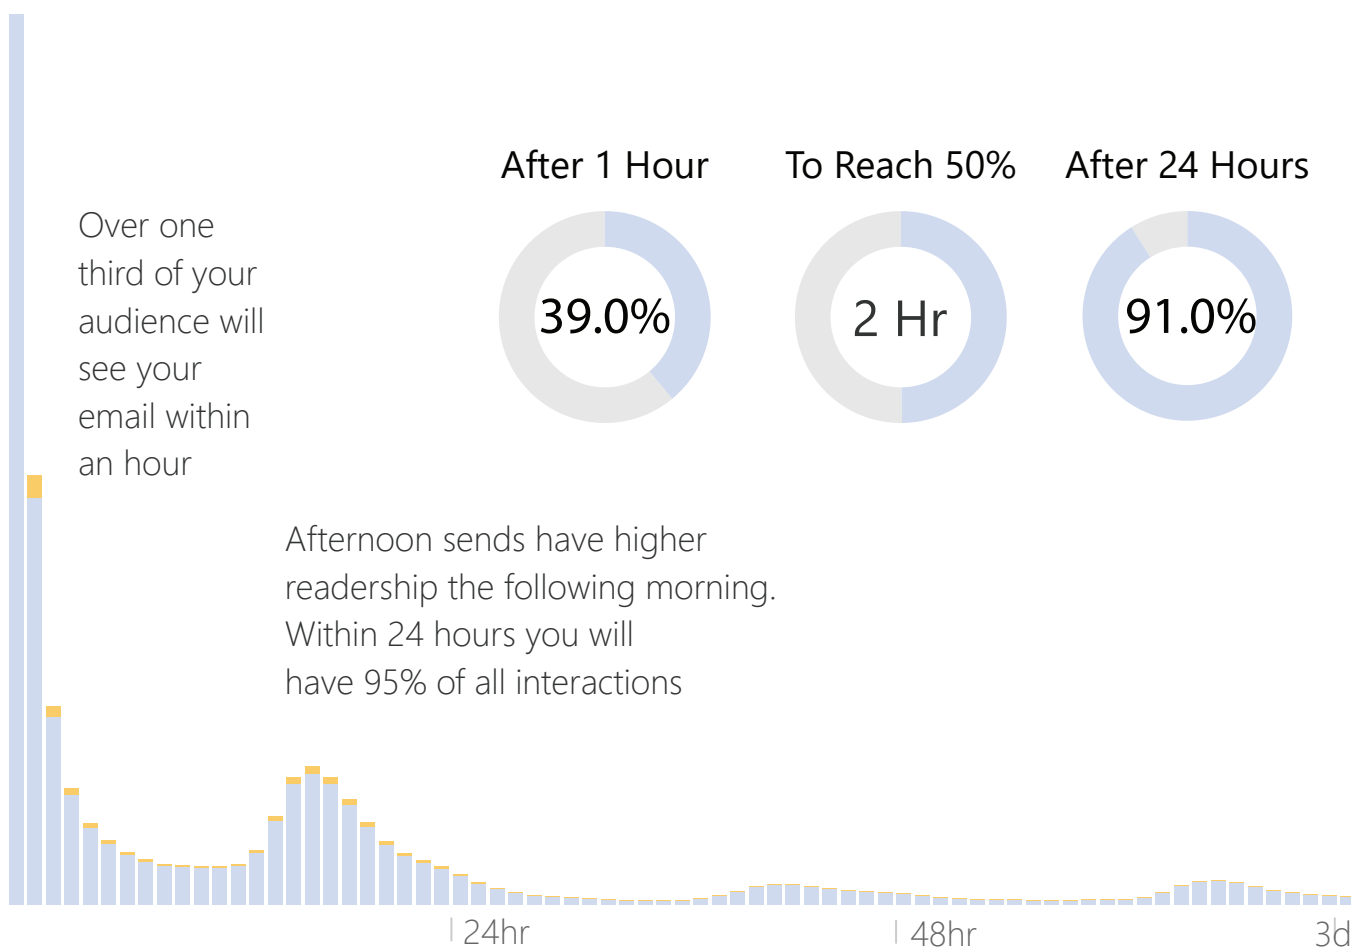 After 1 Hour
To Reach 50%
After 24 Hours
Over one
third of your
audience will
see your
email within
an hour
39.0%
2 Hr
91.0%
Afternoon sends have higher
readership the following morning.
Within 24 hours you will
have 95% of all interactions
24hr
48hr
3d